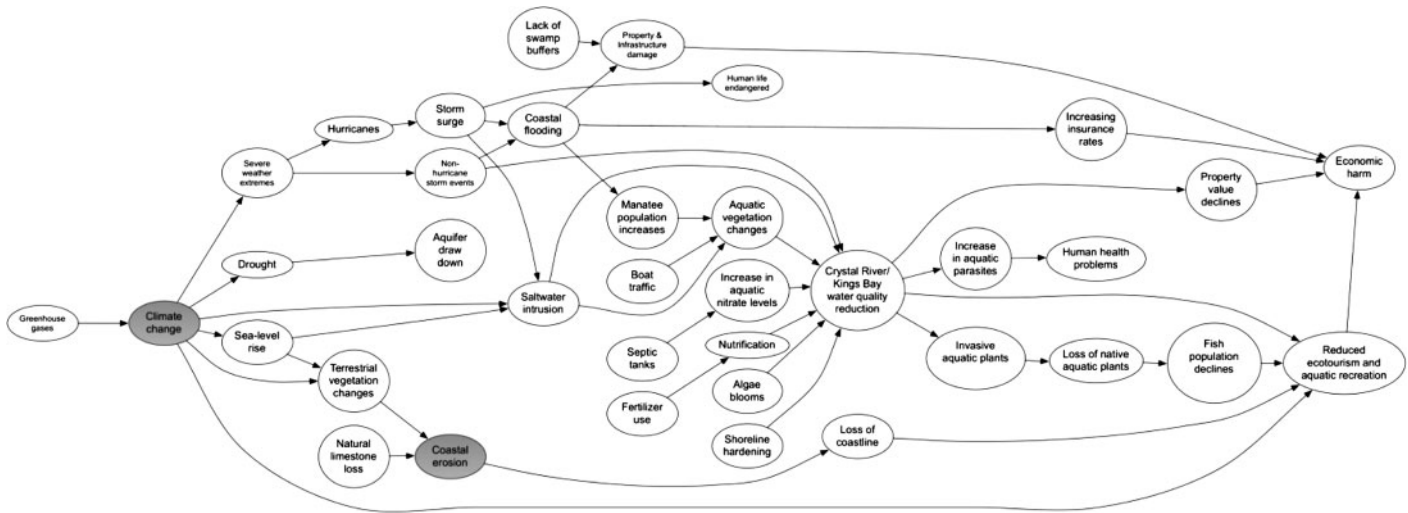 Lack of
swamp
buffers
Property &
Infrastructure
damage
Human life
endangered
Storm
surge
Hurricanes
Coastal
flooding
Increasing
insurance
rates
Severe
weather
extremes
Non-
hurricane
storm events
Economic
harm
Property
value
declines
Manatee
population
increases
Aquatic
vegetation
changes
Aquifer
draw
down
Drought
Boat
traffic
Increase in
aquatic
nitrate levels
Crystal River/
Kings Bay
water quality
reduction
Increase
in aquatic
parasites
Human health
problems
Greenhouse
gases
Climate
change
Saltwater
intrusion
Sea-level
rise
Septic
tanks
Nutrification
Invasive
aquatic plants
Loss of native
aquatic plants
Fish
population
declines
Reduced
ecotourism and
aquatic recreation
Terrestrial
vegetation
changes
Algae
blooms
Fertilizer
use
Shoreline
hardening
Loss of
coastline
Natural
limestone
loss
Coastal
erosion